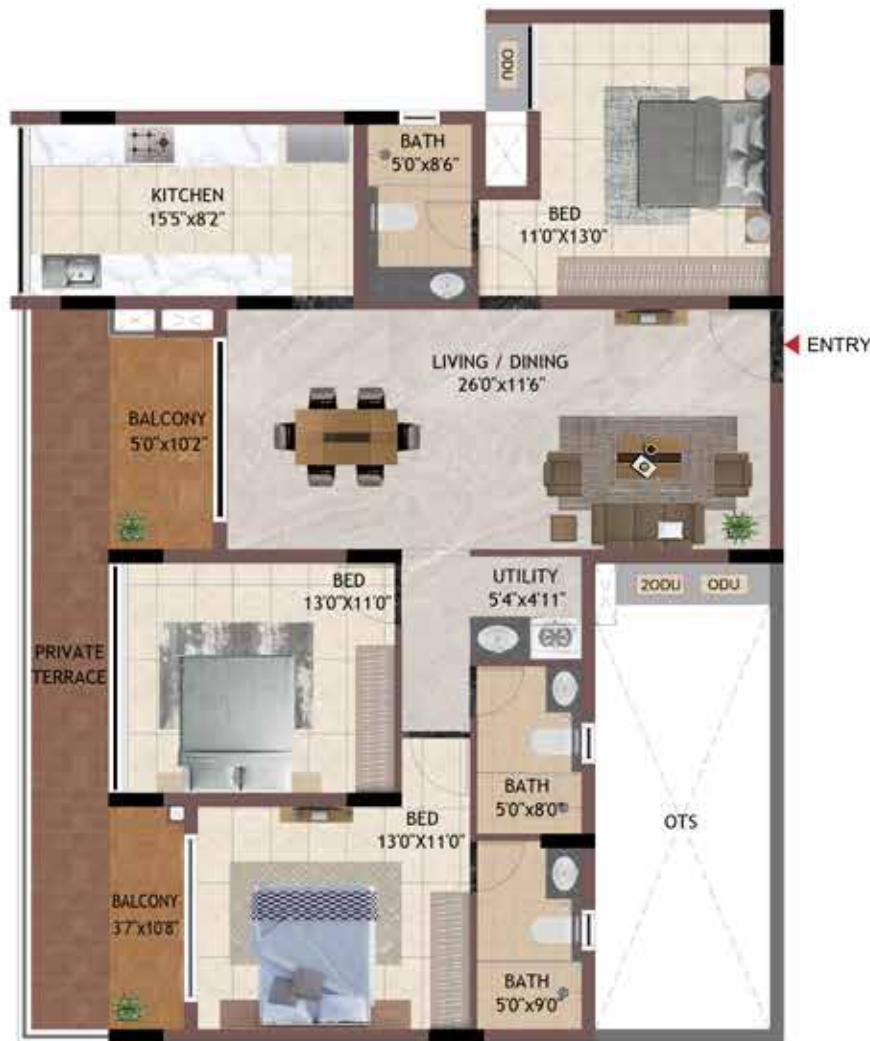 ODU
BATH
5'0"x8'6"
KITCHEN
15'5"x8'2"
BED
11'0"X13'0"
ENTRY
LIVING / DINING
26'0"x11'6"
BALCONY
5'0"x10'2"
BED
13'0"X11'0"
UTILITY
5'4"x4'11"
2ODU
ODU
PRIVATE
TERRACE
BATH
5'0"x8'0"
BED
13'0"X11'0"
OTS
BALCONY
3'7"x10'8"
BATH
5'0"x9'0"